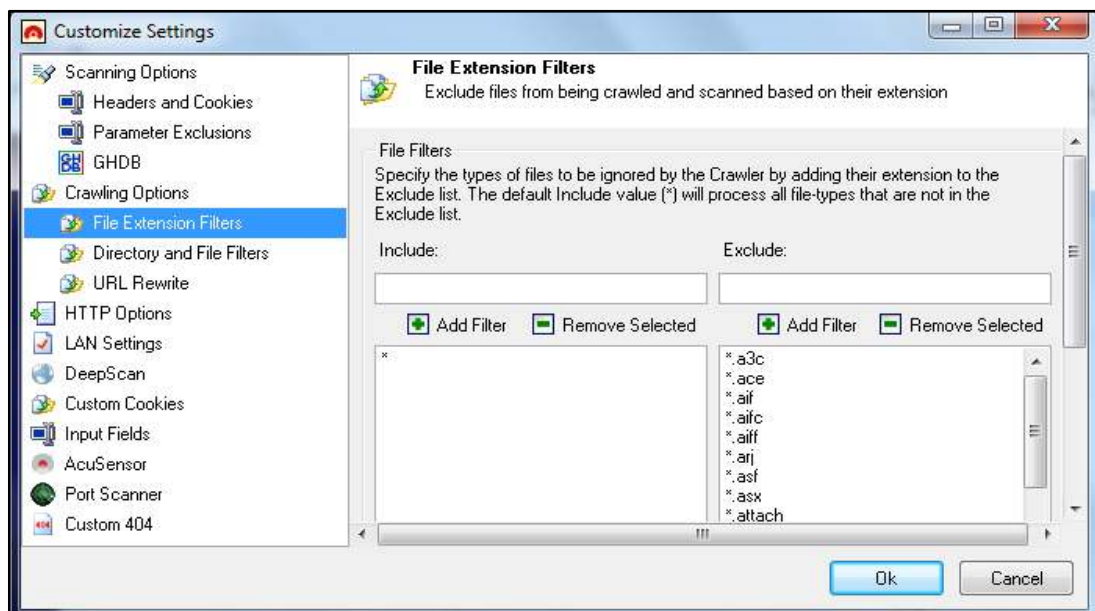 Customize Settings
Scanning Options
Headers and Cookies
Parameter Exclusions
GHDB
Crawling Options
File Extension Filters
Directory and File Filters
URL Rewrite
HTTP Options
LAN Settings
DeepScan
Custom Cookies
Input Fields
AcuSensor
Port Scanner
404 Custom 404
File Extension Filters
Exclude files from being crawled and scanned based on their extension
File Filters
Specify the types of files to be ignored by the Crawler by adding their extension to the
Exclude list. The default Include value (*) will process all file-types that are not in the
Exclude list.
Include: Exclude:
Add Filter Remove Selected Add Filter Remove Selected
*
*.a3c
*.ace
*.aif
*.aifc
*.aiff
*.arj
*.asf
*.asx
*.attach
Ok Cancel